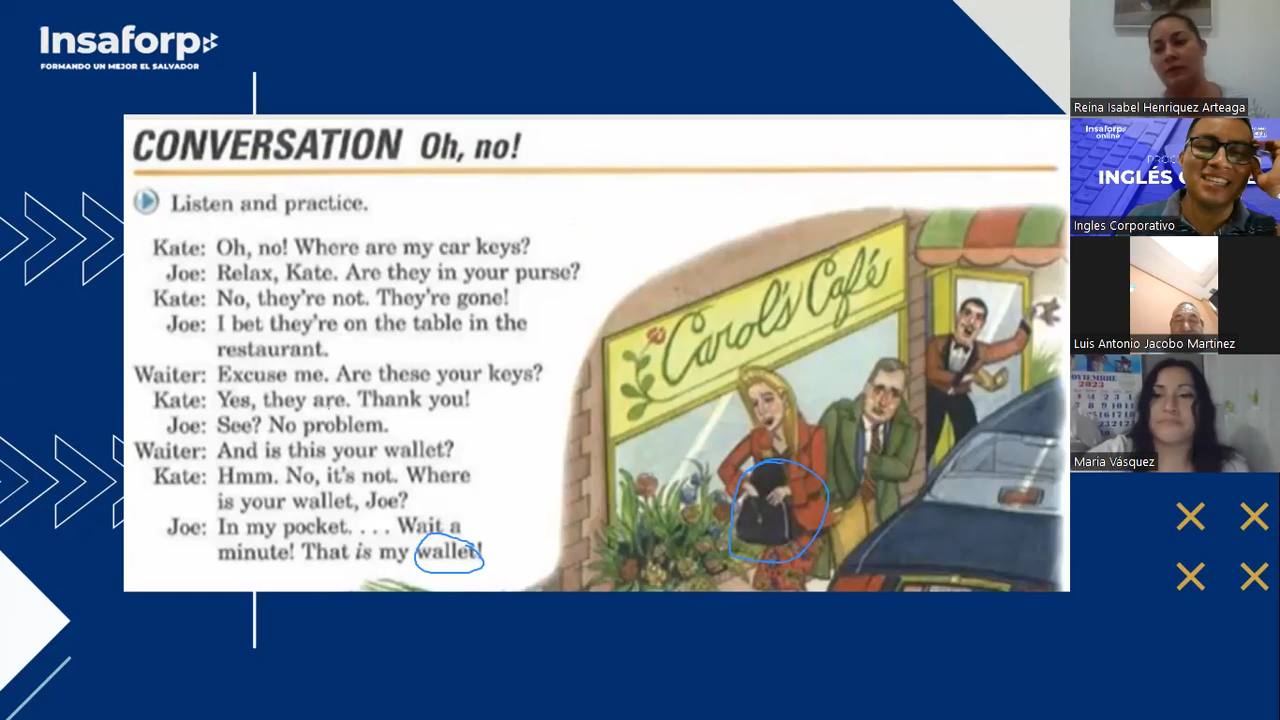 Insaforp
FORMANDO UN MEJOR EL SALVADOR
CONVERSATION Oh, no!
Listen and practice.
Kate: Oh, no! Where are my car keys?
Joe: Relax, Kate. Are they in your purse?
Kate: No, they're not. They're gone!
Joe: I bet they're on the table in the
restaurant.
Waiter: Excuse me. Are these your keys?
Kate: Yes, they are. Thank you!
Joe: See? No problem.
Waiter: And is this your wallet?
Kate: Hmm. No, it's not. Where
is your wallet, Joe?
Joe: In my pocket. . . . Wait a
minute! That is my wallet!
Carol's Café
Reina Isabel Henriquez Arteaga
Insaforp
online
INGLÉS
Ingles Corporativo
Luis Antonio Jacobo Martinez
2023
María Vásquez